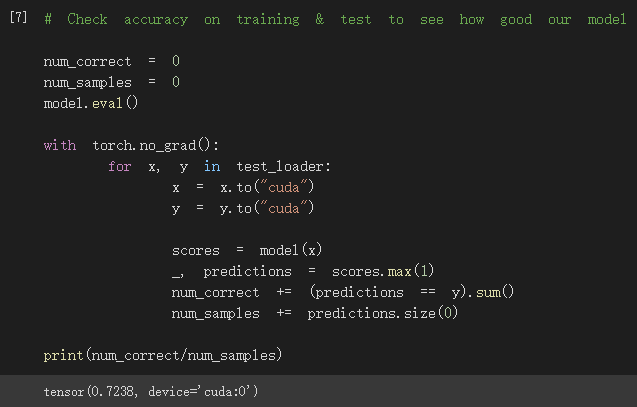 [7] # Check accuracy on training & test to see how good our model
num_correct = 0
num_samples = 0
model.eval()
with torch.no_grad():
for x, y in test_loader:
x = x.to("cuda")
y = y.to("cuda")
scores = model(x)
_, predictions = scores.max(1)
num_correct += (predictions == y).sum()
num_samples += predictions.size(0)
print(num_correct/num_samples)
tensor(0.7238, device='cuda:0')